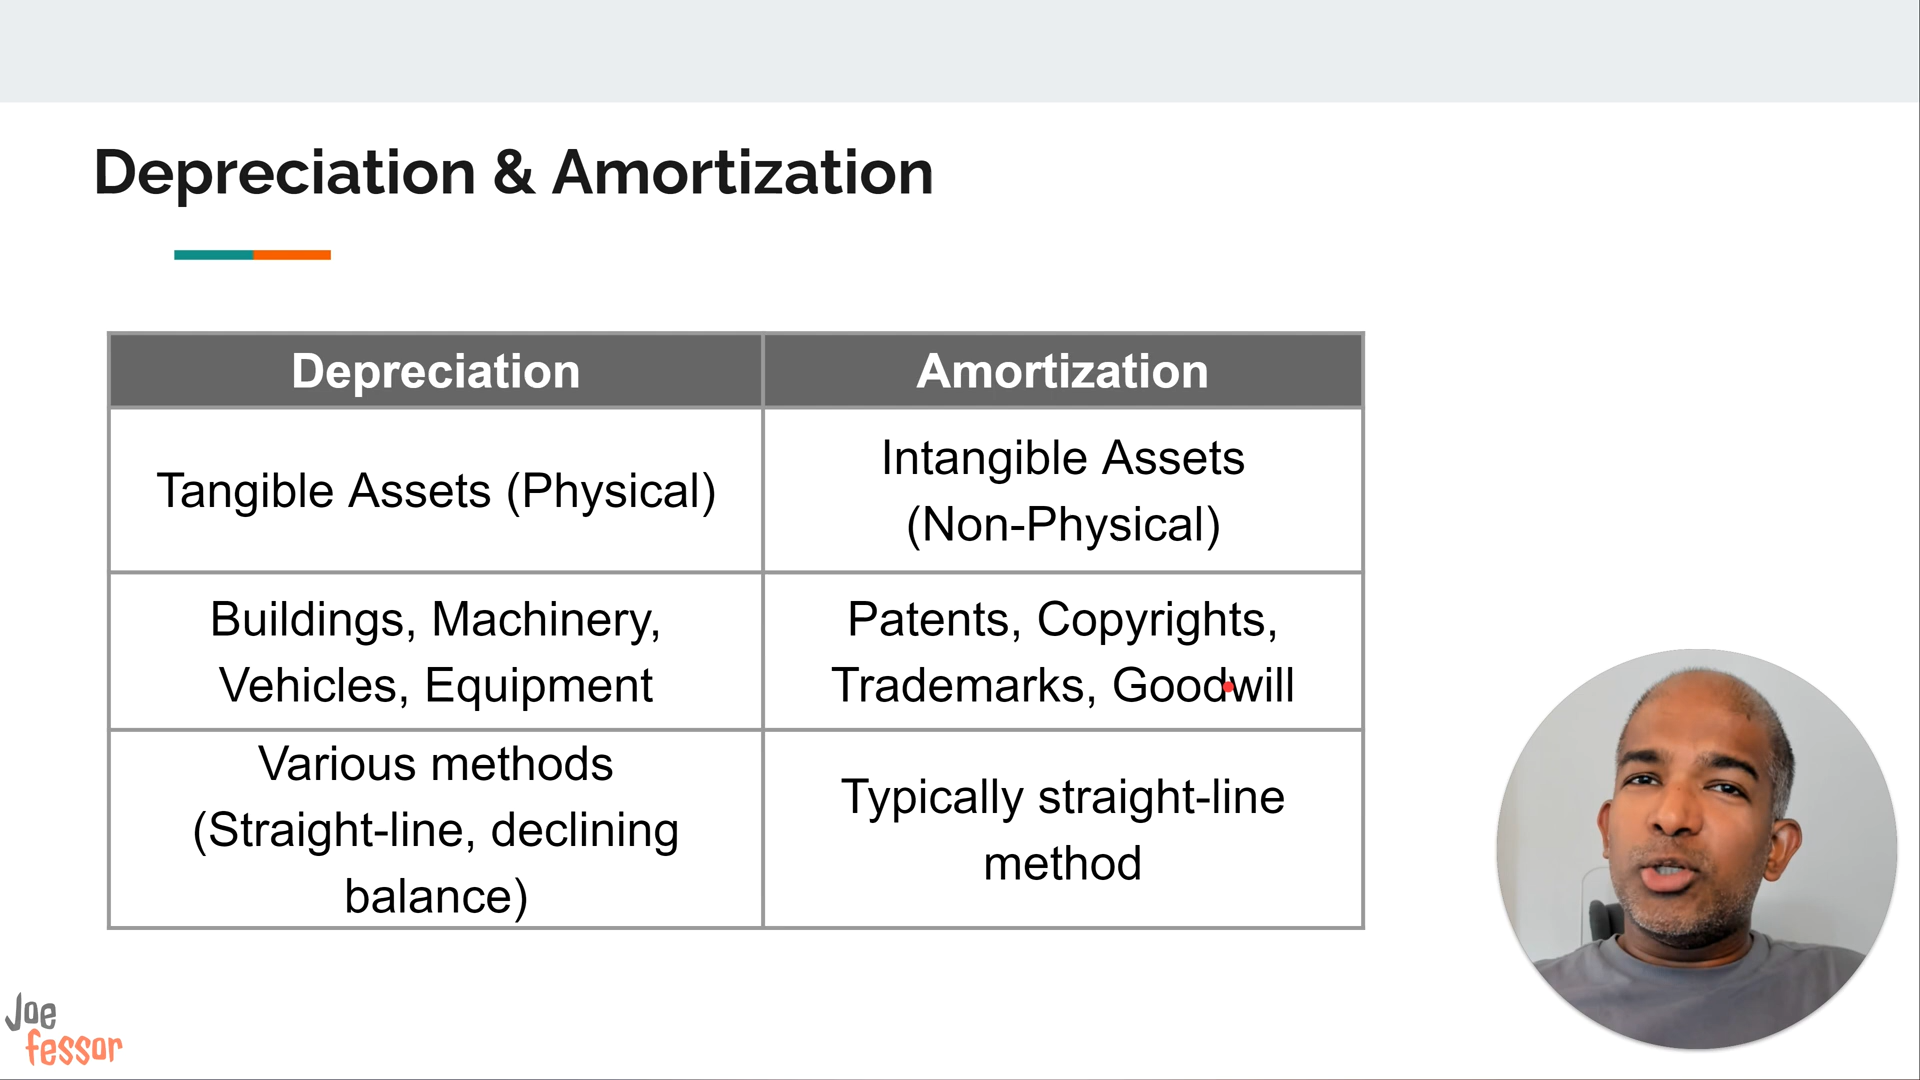 Depreciation & Amortization
Depreciation
Amortization
Tangible Assets (Physical)
Intangible Assets
(Non-Physical)
Buildings, Machinery,
Vehicles, Equipment
Patents, Copyrights,
Trademarks, Goodwill
Various methods
(Straight-line, declining
balance)
Typically straight-line
method
Joe
fessor